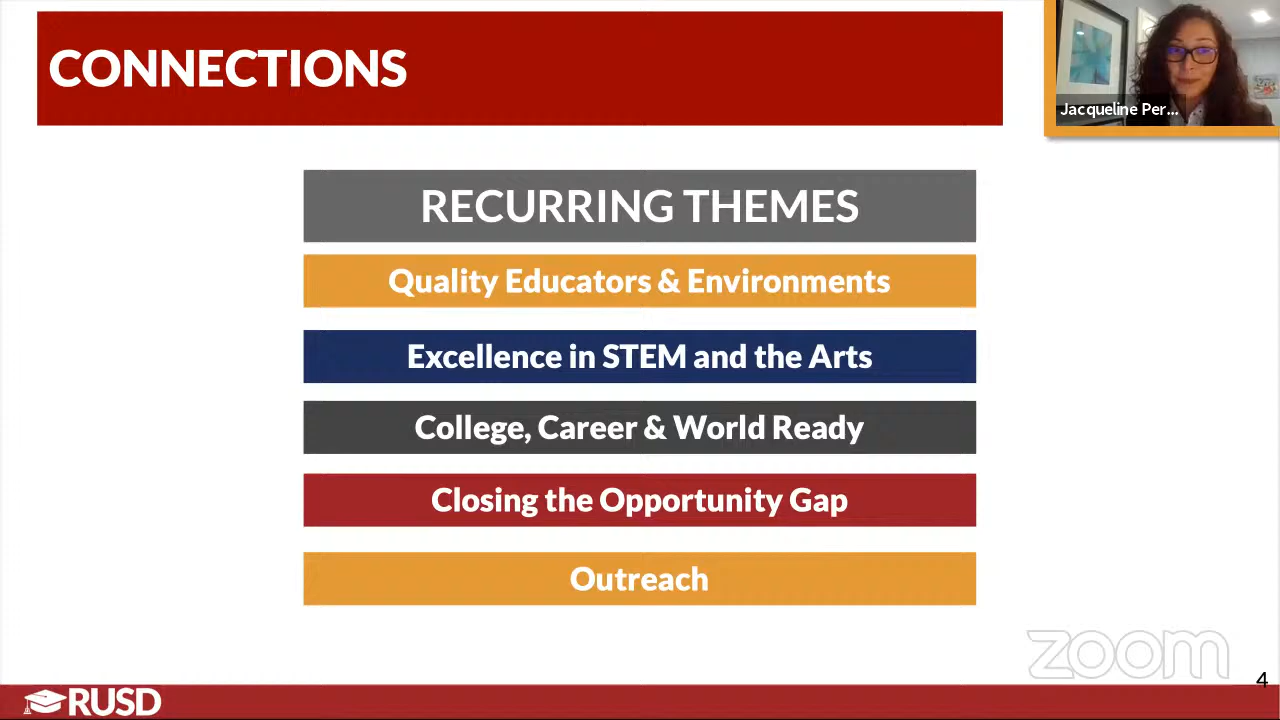 CONNECTIONS
Jacqueline Per...
RECURRING THEMES
Quality Educators & Environments
Excellence in STEM and the Arts
College, Career & World Ready
Closing the Opportunity Gap
Outreach
zoom
4
RUSD